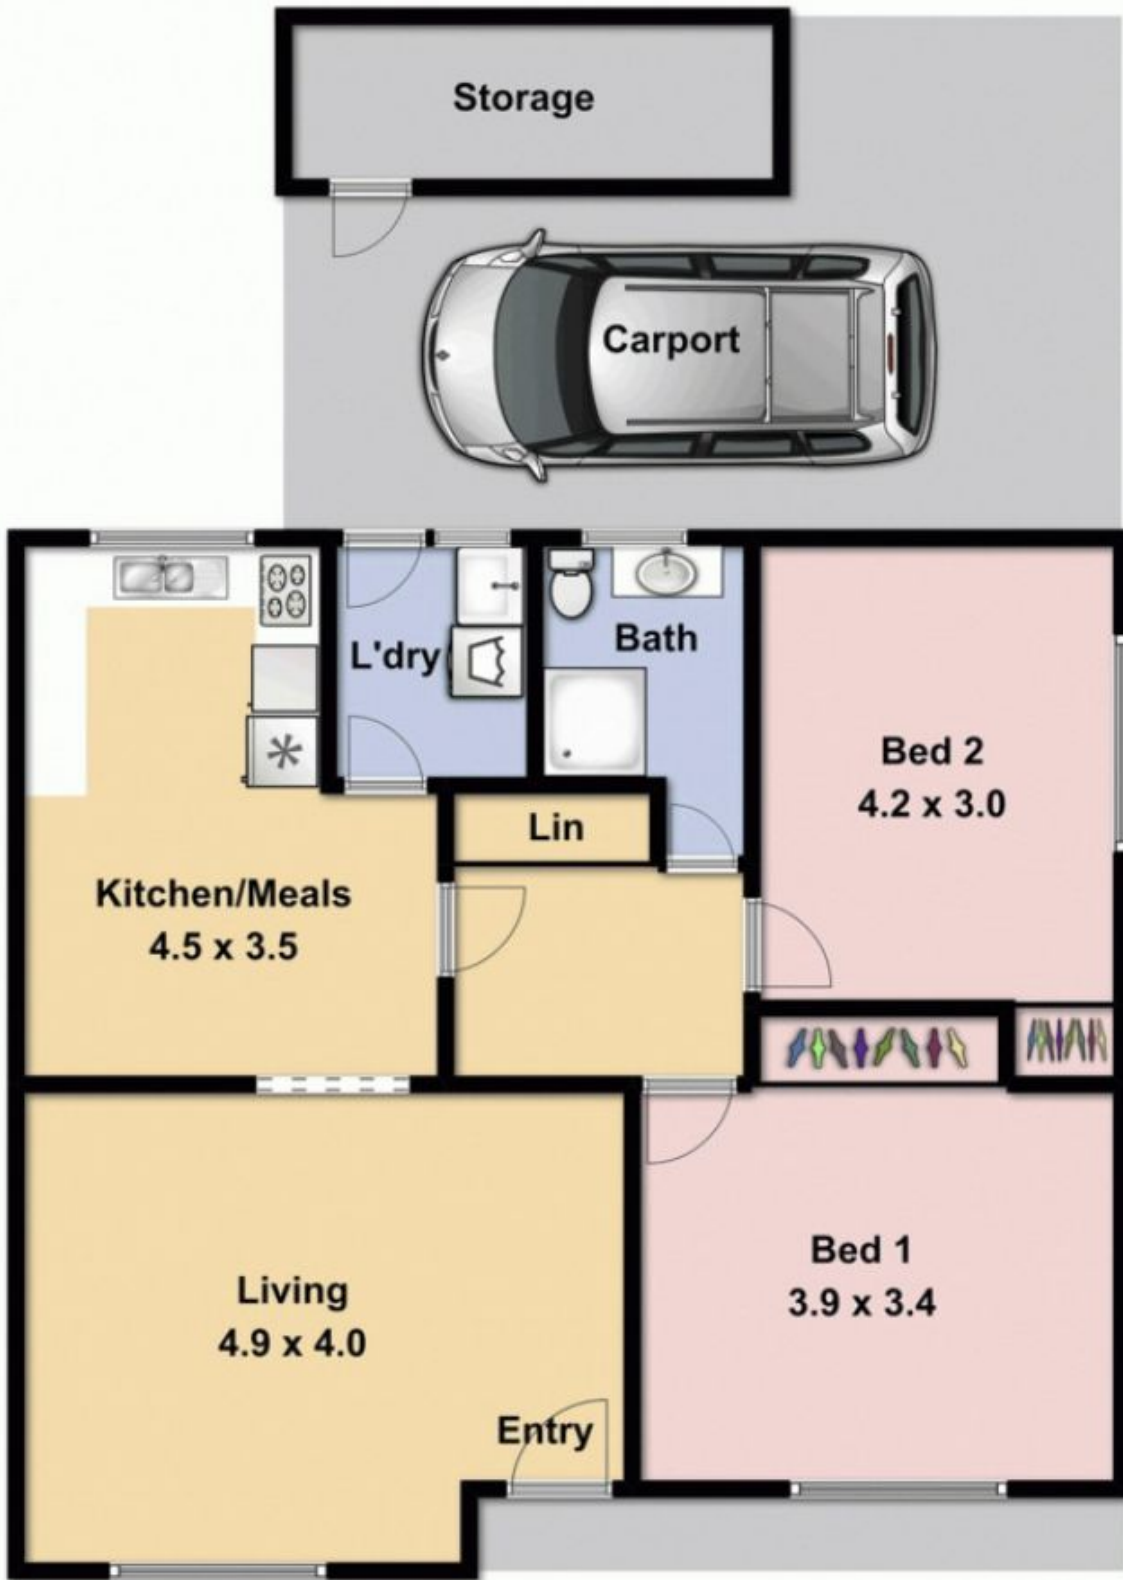 Storage
Carport
L'dry
Bath
Bed 2
4.2 x 3.0
Lin
Kitchen/Meals
4.5 x 3.5
Bed 1
3.9 x 3.4
Living
4.9 x 4.0
Entry